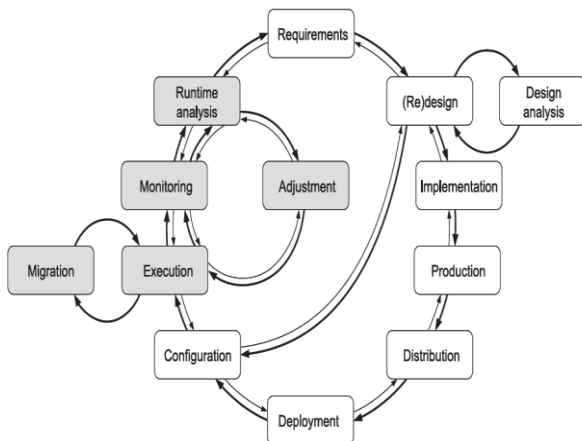 Requirements
Runtime
analysis
(Re)design
Design
analysis
Monitoring
Adjustment
Implementation
Migration
Execution
Production
Configuration
Distribution
Deployment